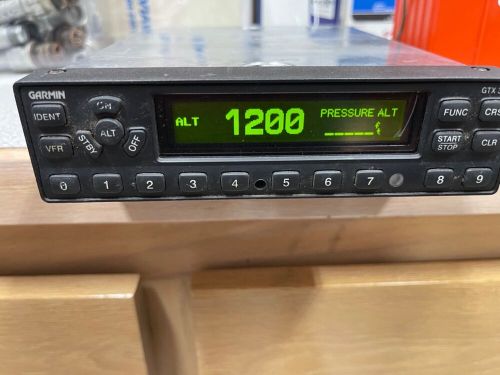 GARMIN
GTX 3
IDENT
ON
ALT
VFR
STBY
OFF
ALT 1200 PRESSURE ALT
FUNC
CRS
START
STOP
CLR
0 1 2 3 4 5 6 7 8 9